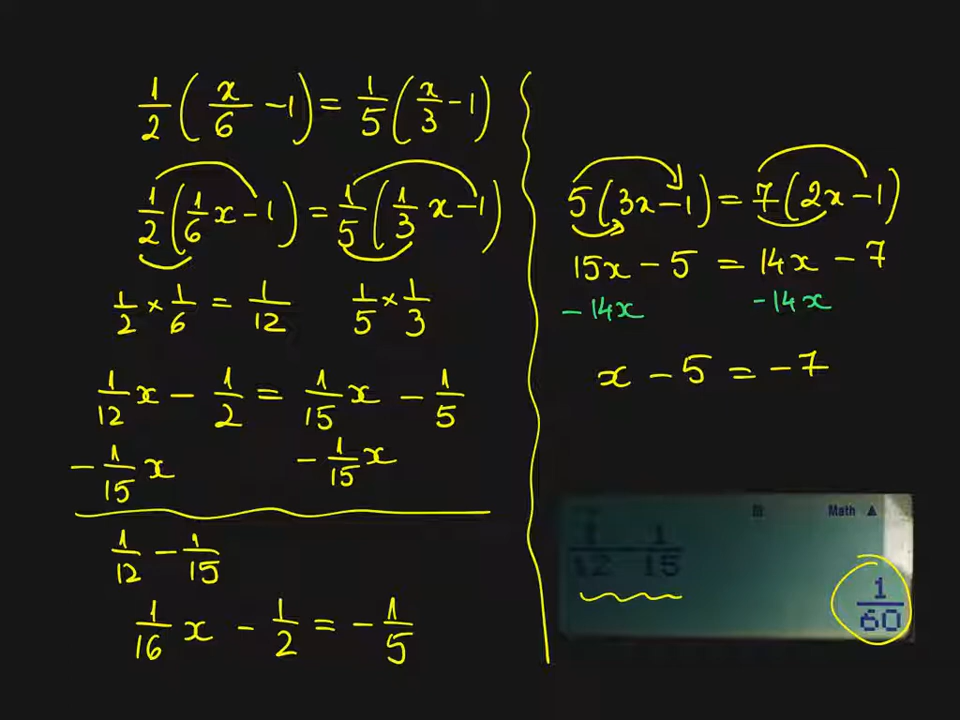 1/2 ( x/6 - 1 ) = 1/5 ( x/3 - 1 )
1/2 ( 1/6 x - 1 ) = 1/5 ( 1/3 x - 1 )
1/2 × 1/6 = 1/12    1/5 × 1/3
1/12 x - 1/2 = 1/15 x - 1/5
- 1/15 x    - 1/15 x
1/12 - 1/15
1/16 x - 1/2 = - 1/5
5 ( 3x - 1 ) = 7 ( 2x - 1 )
15x - 5 = 14x - 7
- 14x    - 14x
x - 5 = - 7
Math ▲
1/12 - 1/15
1/60